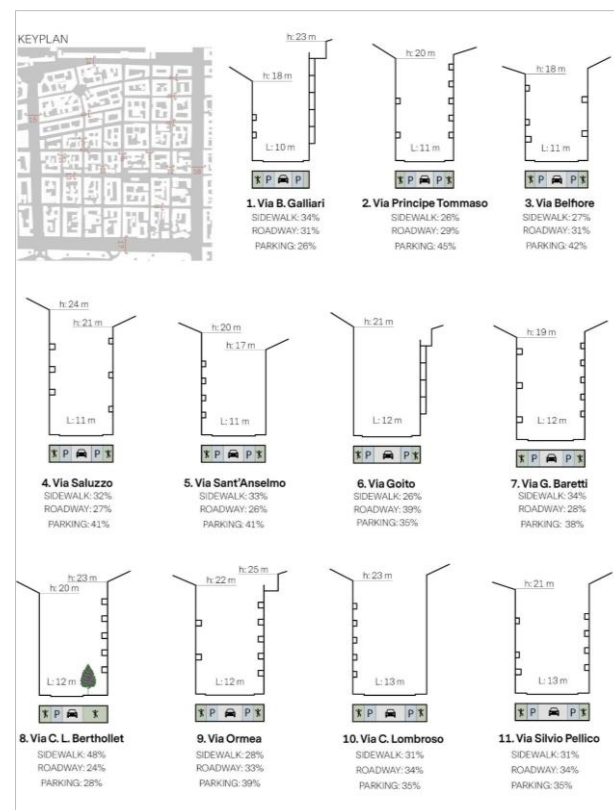 KEYPLAN
h: 23 m
h: 18 m
L: 10 m
P P
1. Via B. Galliari
SIDEWALK: 34%
ROADWAY: 31%
PARKING: 26%
h: 20 m
L: 11 m
P P
2. Via Principe Tommaso
SIDEWALK: 26%
ROADWAY: 29%
PARKING: 45%
h: 18 m
L: 11 m
P P
3. Via Belfiore
SIDEWALK: 27%
ROADWAY: 31%
PARKING: 42%
h: 24 m
h: 21 m
L: 11 m
P P
4. Via Saluzzo
SIDEWALK: 32%
ROADWAY: 27%
PARKING: 41%
h: 20 m
h: 17 m
L: 11 m
P P
5. Via Sant'Anselmo
SIDEWALK: 33%
ROADWAY: 26%
PARKING: 41%
h: 21 m
L: 12 m
P P
6. Via Goito
SIDEWALK: 26%
ROADWAY: 39%
PARKING: 35%
h: 19 m
L: 12 m
P P
7. Via G. Baretti
SIDEWALK: 34%
ROADWAY: 28%
PARKING: 38%
h: 23 m
h: 20 m
L: 12 m
P
8. Via C. L. Berthollet
SIDEWALK: 48%
ROADWAY: 24%
PARKING: 28%
h: 25 m
h: 22 m
L: 12 m
P P
9. Via Ormea
SIDEWALK: 28%
ROADWAY: 33%
PARKING: 39%
h: 23 m
L: 13 m
P P
10. Via C. Lombroso
SIDEWALK: 31%
ROADWAY: 34%
PARKING: 35%
h: 21 m
L: 13 m
P P
11. Via Silvio Pellico
SIDEWALK: 31%
ROADWAY: 34%
PARKING: 35%